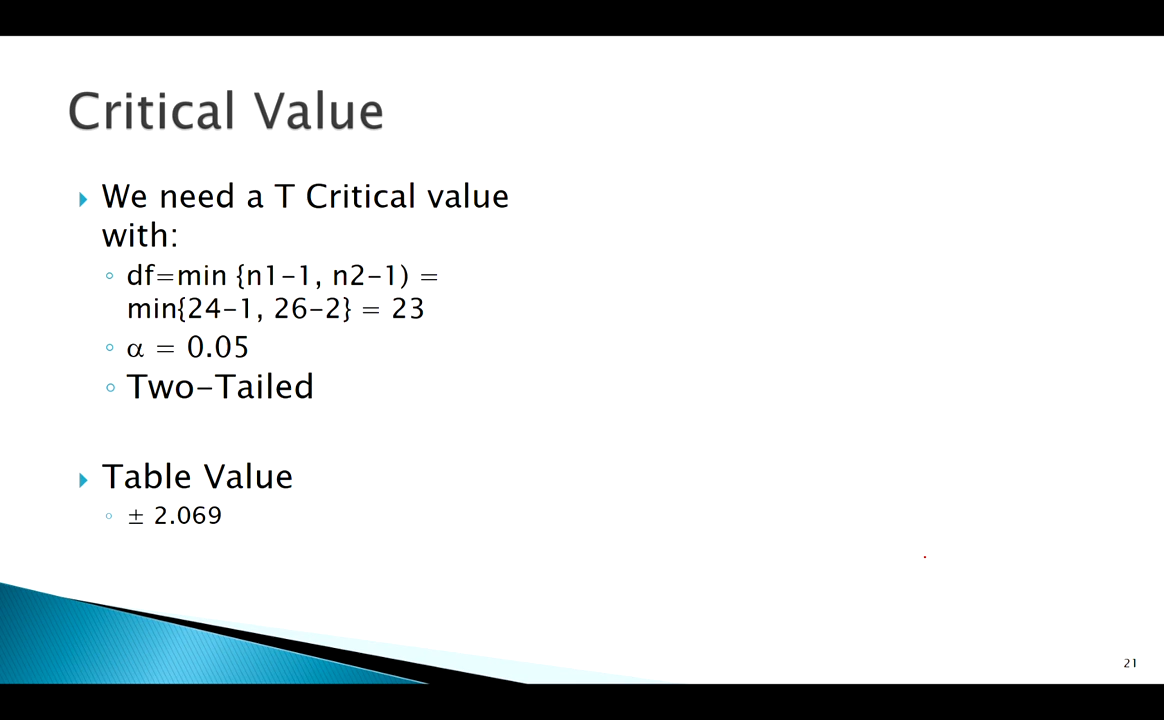 Critical Value
We need a T Critical value
with:
df=min {n1-1, n2-1) =
min{24-1, 26-2} = 23
α = 0.05
Two-Tailed
Table Value
± 2.069
21